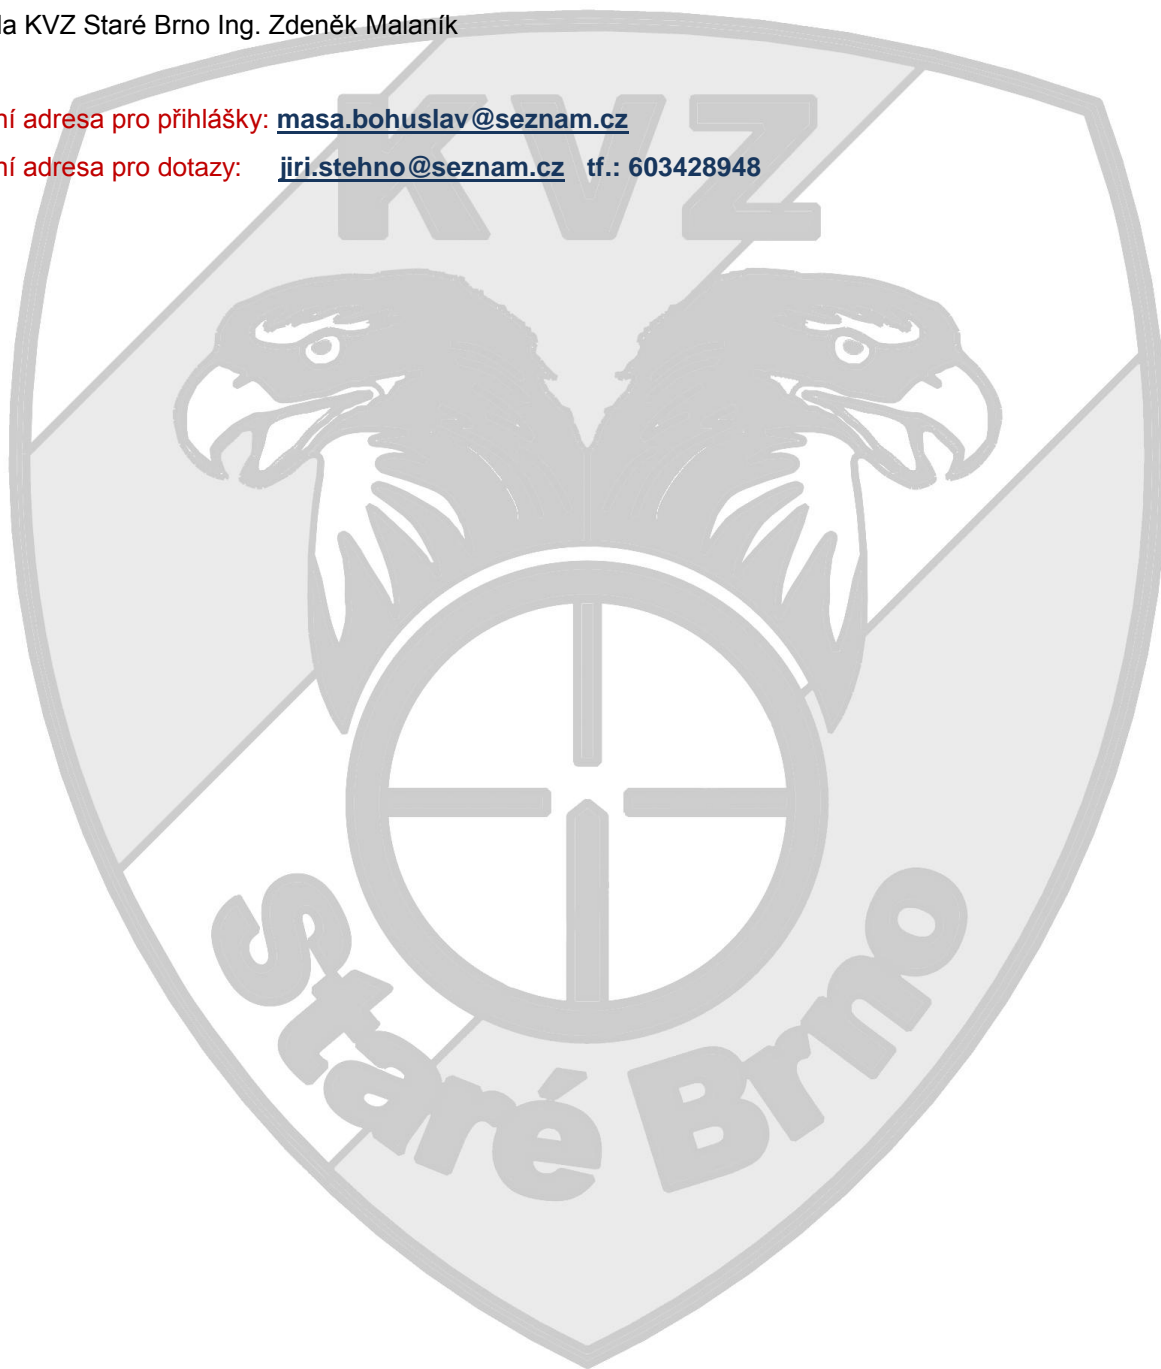 la KVZ Staré Brno Ing. Zdeněk Malaník
ní adresa pro přihlášky: masa.bohuslav@seznam.cz
ní adresa pro dotazy: jiri.stehno@seznam.cz tf.: 603428948
KVZ
Staré Brno